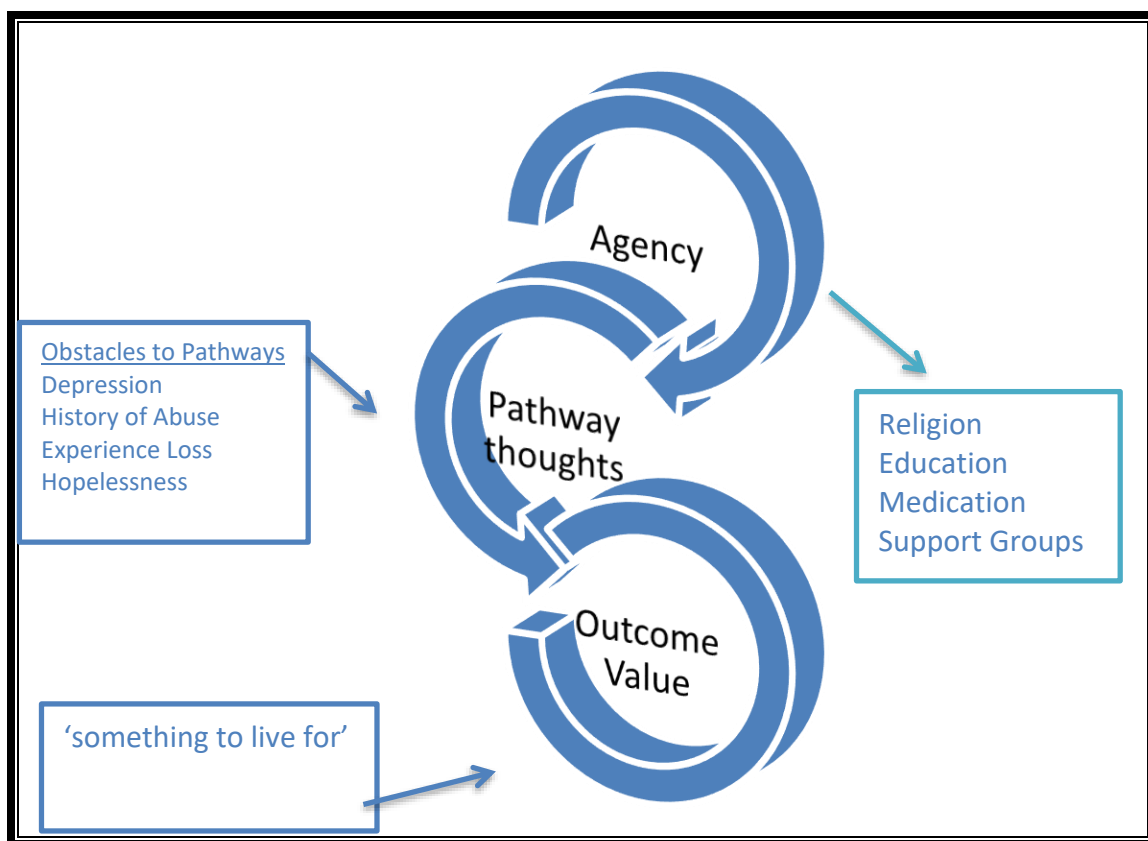 Agency
Obstacles to Pathways
Depression
History of Abuse
Experience Loss
Hopelessness
Pathway
thoughts
Religion
Education
Medication
Support Groups
Outcome
Value
‘something to live for’